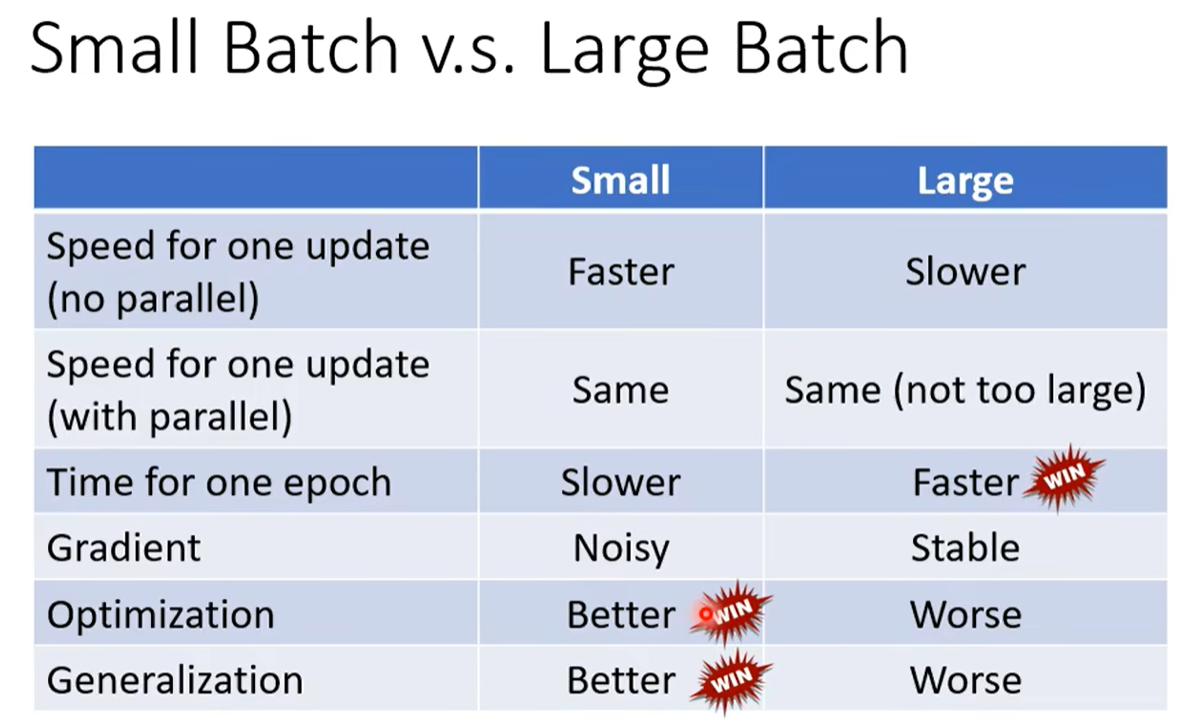 Small Batch v.s. Large Batch
Small Large
Speed for one update
(no parallel) Faster Slower
Speed for one update
(with parallel) Same Same (not too large)
Time for one epoch Slower Faster WIN
Gradient Noisy Stable
Optimization Better WIN Worse
Generalization Better WIN Worse